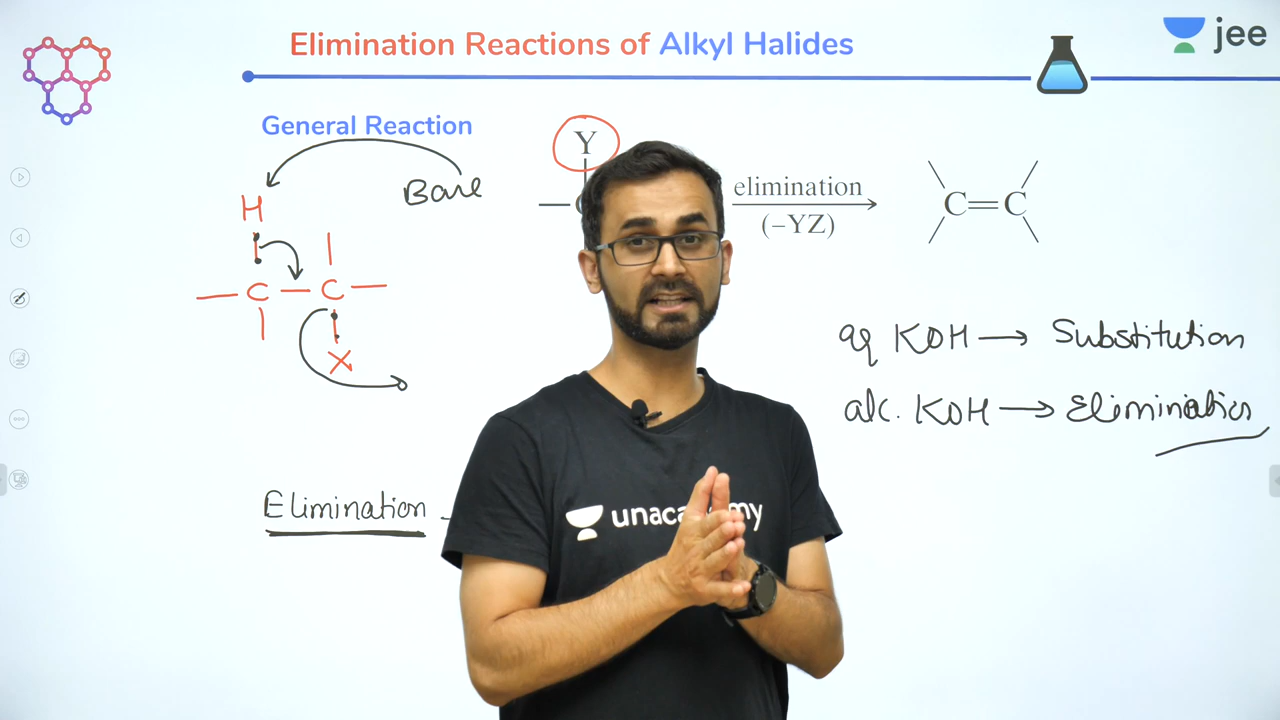 Elimination Reactions of Alkyl Halides
jee
General Reaction
Y
Base
H
C
elimination
(−YZ)
C=C
— C — C —
X
aq KOH → Substitution
alc. KOH → Elimination
Elimination
unacademy